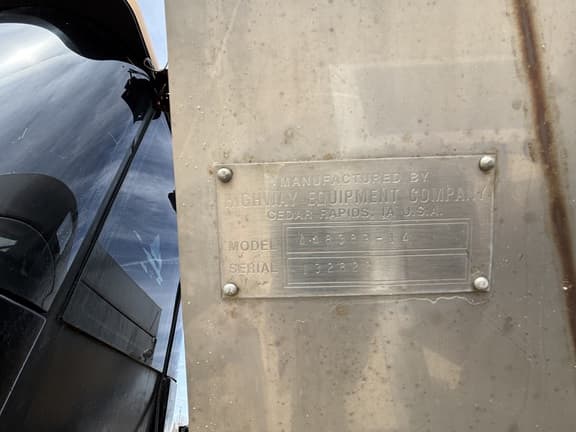 MANUFACTURED BY
HIGHWAY EQUIPMENT COMPANY
CEDAR RAPIDS, IA U.S.A.
MODEL
SERIAL